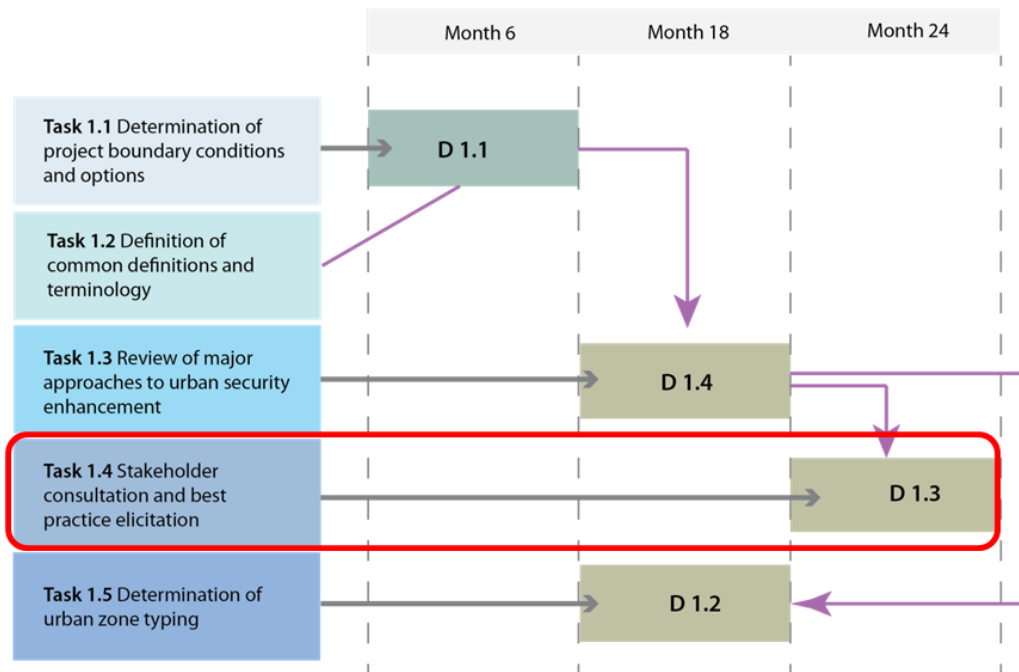 Month 6
Month 18
Month 24
Task 1.1 Determination of
project boundary conditions
and options
D 1.1
Task 1.2 Definition of
common definitions and
terminology
Task 1.3 Review of major
approaches to urban security
enhancement
D 1.4
Task 1.4 Stakeholder
consultation and best
practice elicitation
D 1.3
Task 1.5 Determination of
urban zone typing
D 1.2